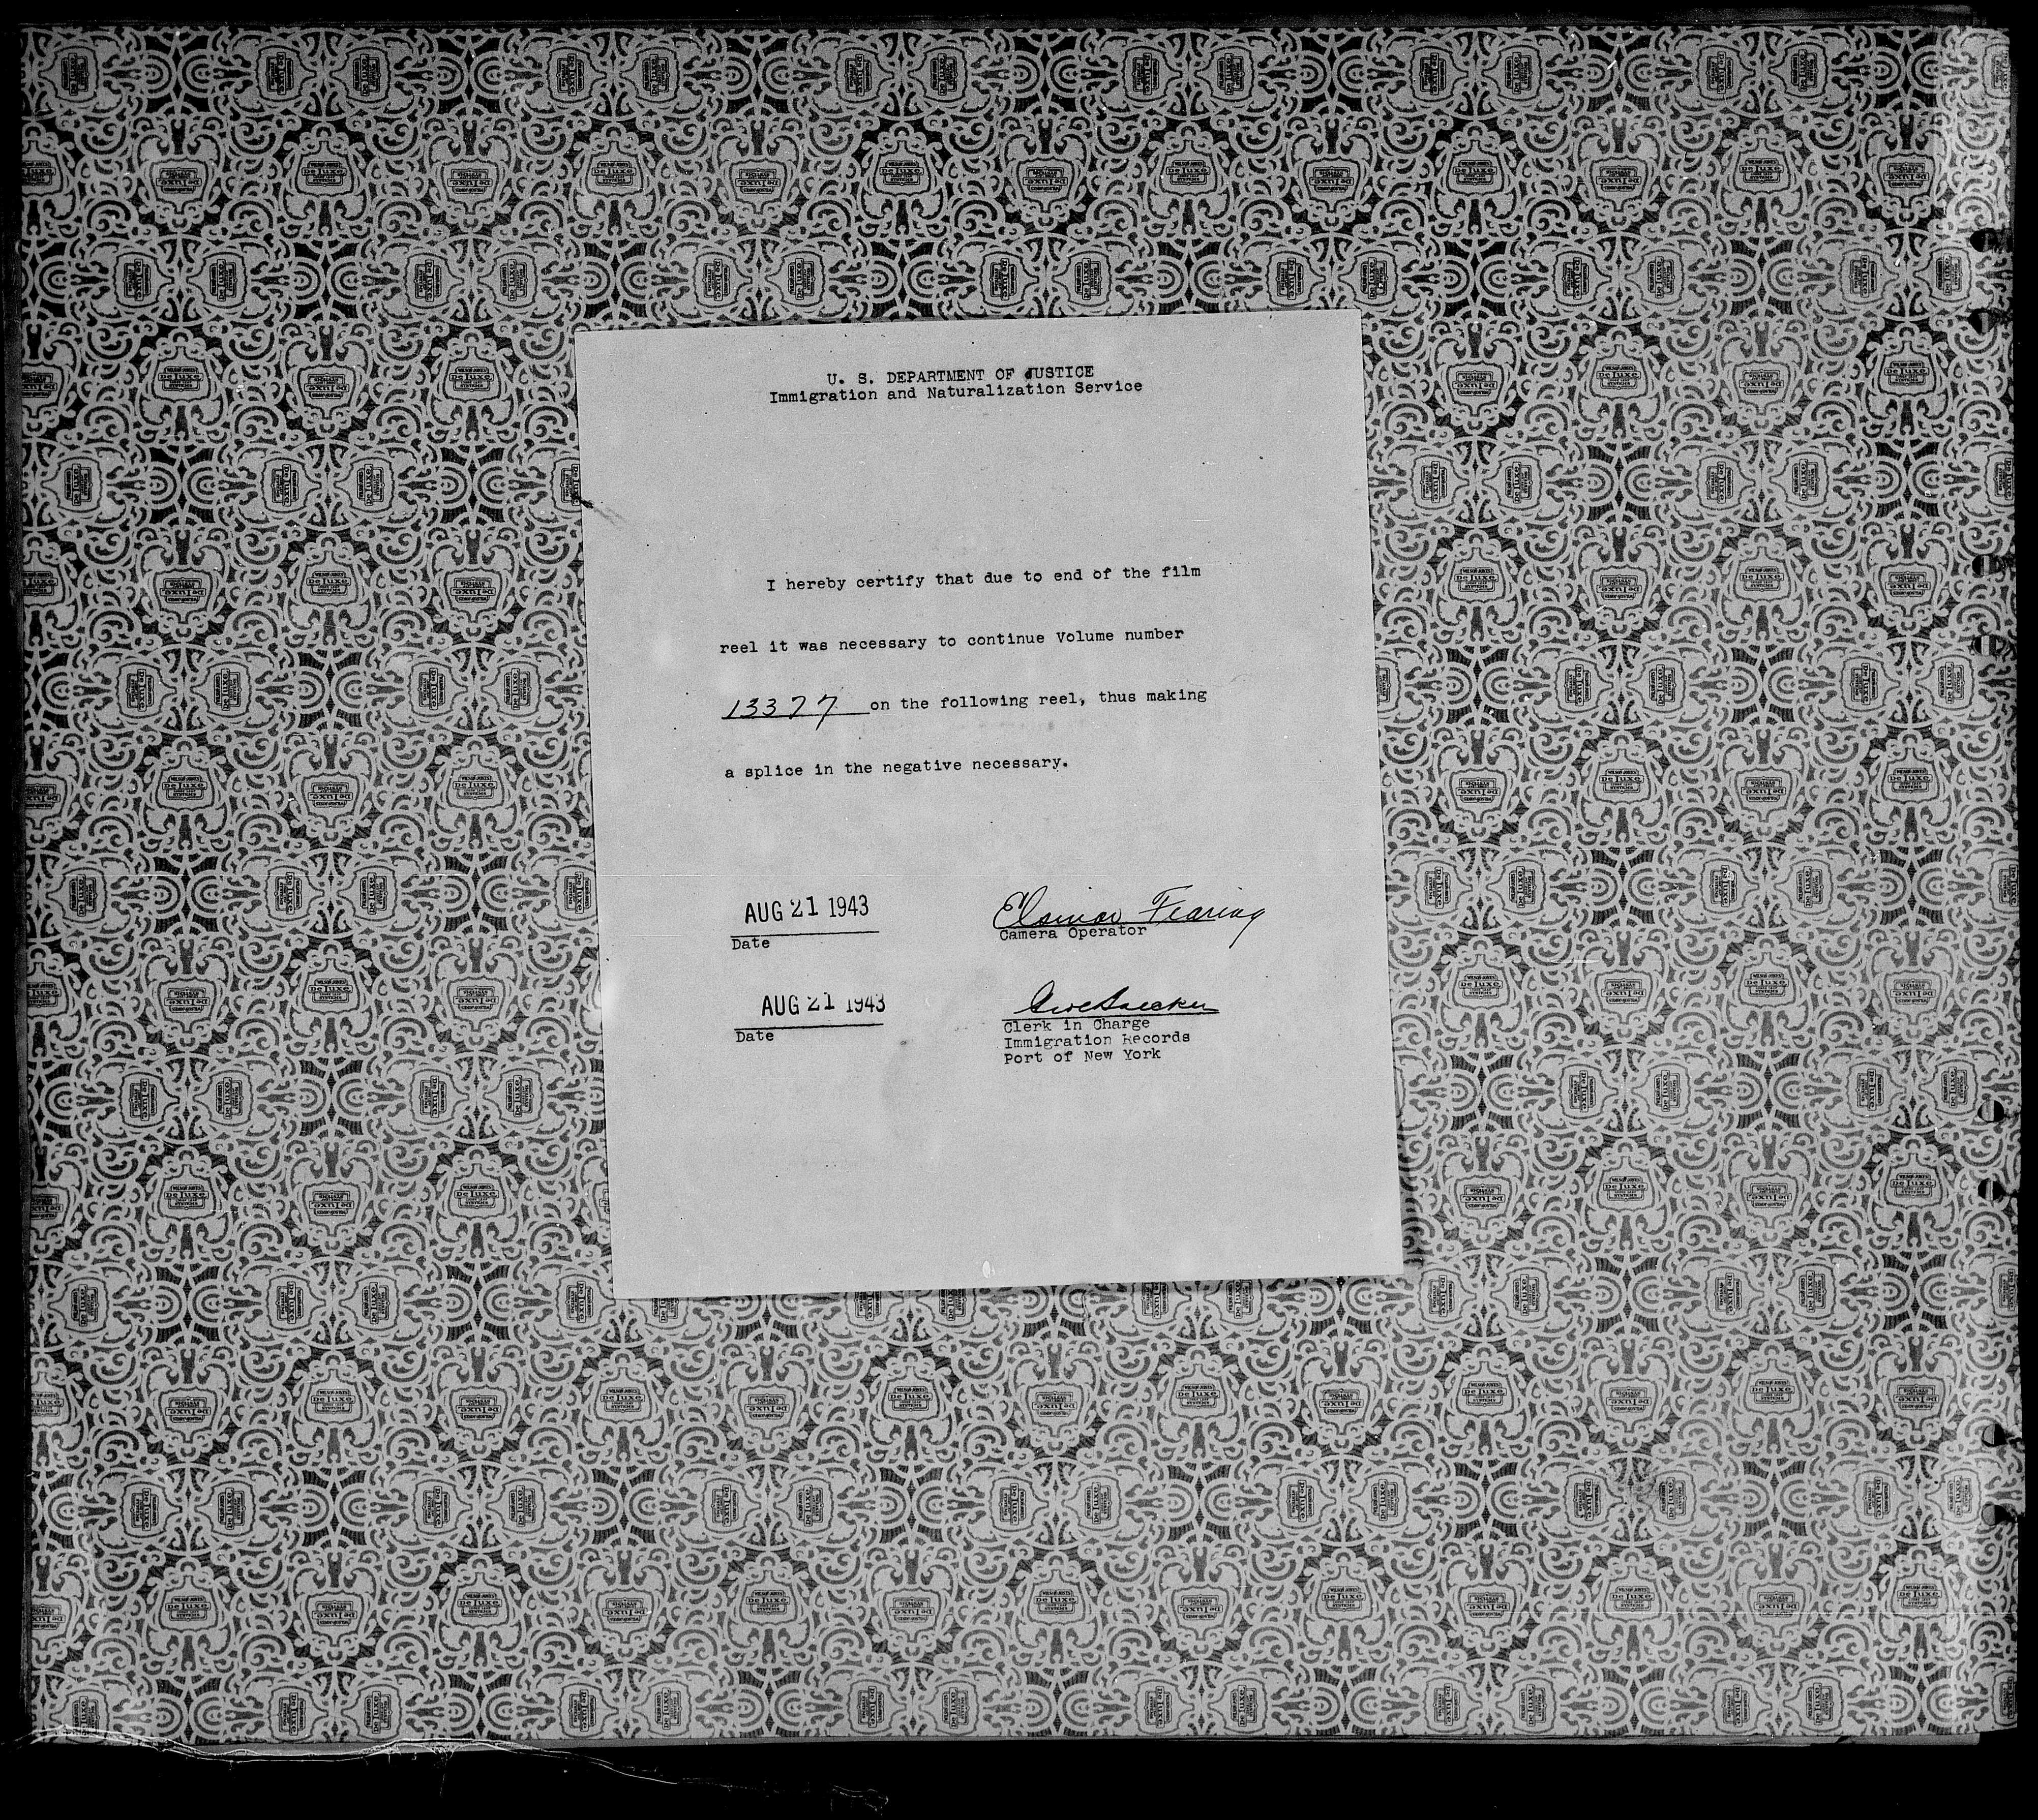 U. S. DEPARTMENT OF JUSTICE
Immigration and Naturalization Service
I hereby certify that due to end of the film
reel it was necessary to continue Volume number
13377 on the following reel, thus making
a splice in the negative necessary.
AUG 21 1943
Date
Elsinor Fearing
Camera Operator
AUG 21 1943
Date
Clerk in Charge
Immigration Records
Port of New York